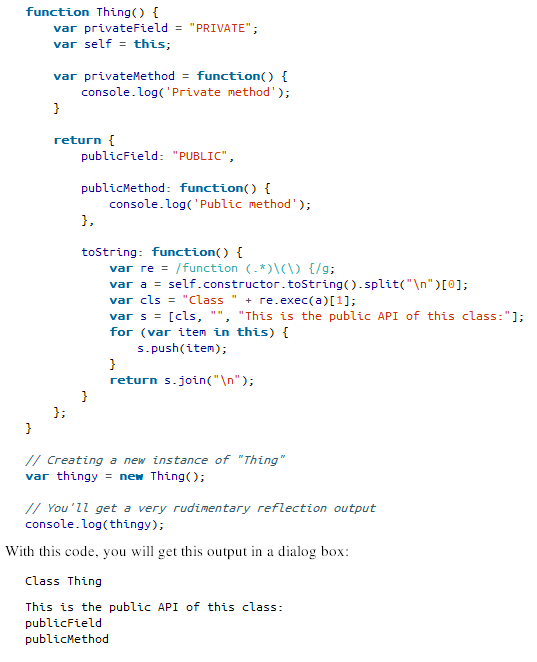 function Thing() {
    var privateField = "PRIVATE";
    var self = this;

    var privateMethod = function() {
        console.log('Private method');
    }

    return {
        publicField: "PUBLIC",

        publicMethod: function() {
            console.log('Public method');
        },

        toString: function() {
            var re = /function (.*)\(\) {/g;
            var a = self.constructor.toString().split("\n")[0];
            var cls = "Class " + re.exec(a)[1];
            var s = [cls, "", "This is the public API of this class:"];
            for (var item in this) {
                s.push(item);
            }
            return s.join("\n");
        }
    };
}

// Creating a new instance of "Thing"
var thingy = new Thing();

// You'll get a very rudimentary reflection output
console.log(thingy);
With this code, you will get this output in a dialog box:
Class Thing

This is the public API of this class:
publicField
publicMethod